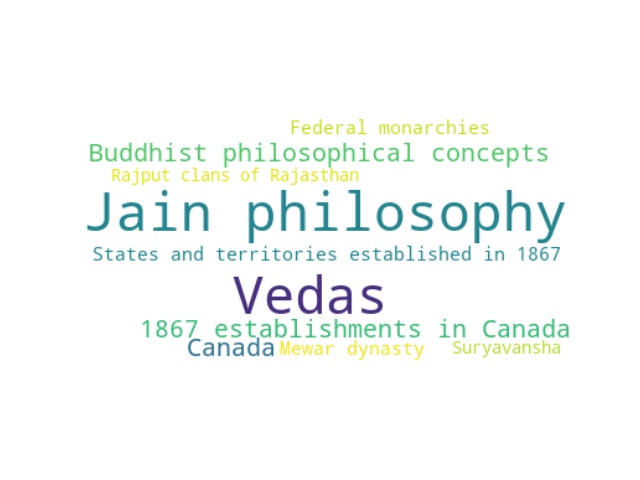 Federal monarchies
Buddhist philosophical concepts
Rajput clans of Rajasthan
Jain philosophy
States and territories established in 1867
Vedas
1867 establishments in Canada
Canada Mewar dynasty Suryavansha